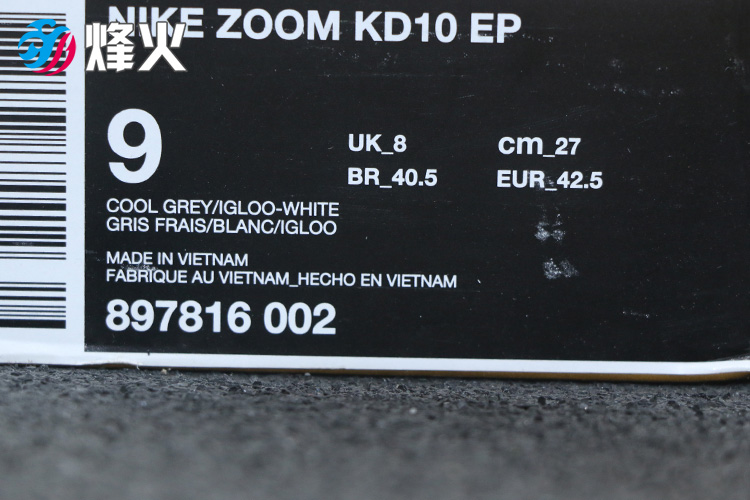 NIKE ZOOM KD10 EP
烽火
9
UK_8 cm_27
BR_40.5 EUR_42.5
COOL GREY/IGLOO-WHITE
GRIS FRAIS/BLANC/IGLOO
MADE IN VIETNAM
FABRIQUE AU VIETNAM_HECHO EN VIETNAM
897816 002